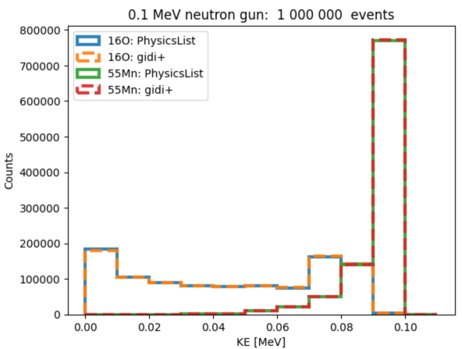 0.1 MeV neutron gun:  1 000 000  events
800000
700000
600000
500000
400000
300000
200000
100000
0
Counts
16O: PhysicsList
16O: gidi+
55Mn: PhysicsList
55Mn: gidi+
0.00 0.02 0.04 0.06 0.08 0.10
KE [MeV]